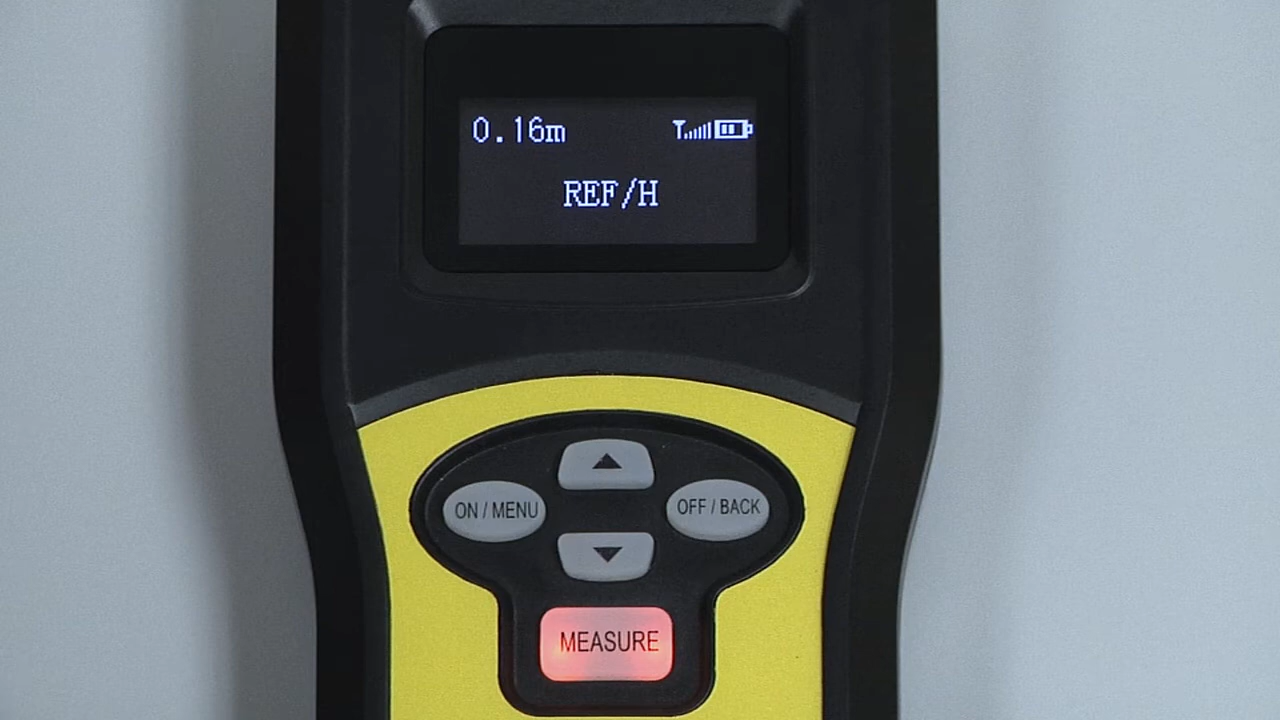 0.16m
REF/H
▲
ON / MENU
OFF / BACK
▼
MEASURE